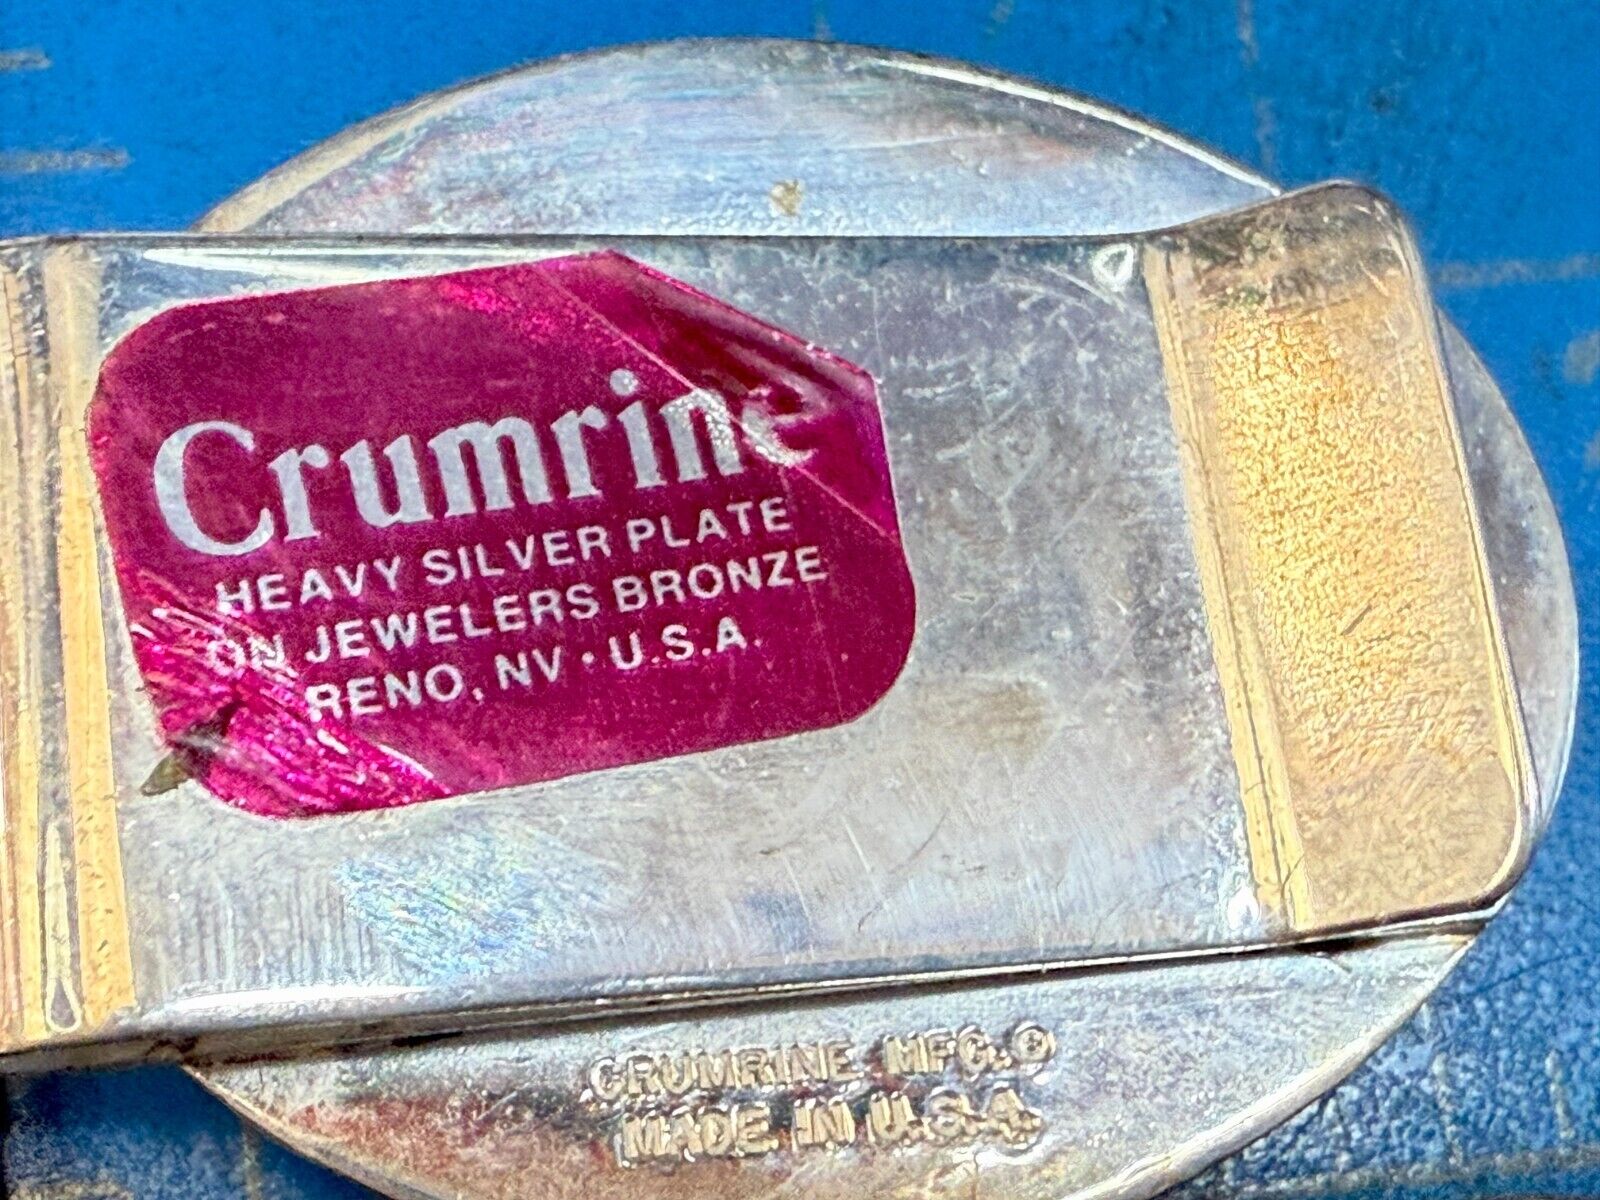 Crumrine
HEAVY SILVER PLATE
ON JEWELERS BRONZE
RENO, NV · U.S.A.
CRUMRINE MFG.©
MADE IN U.S.A.